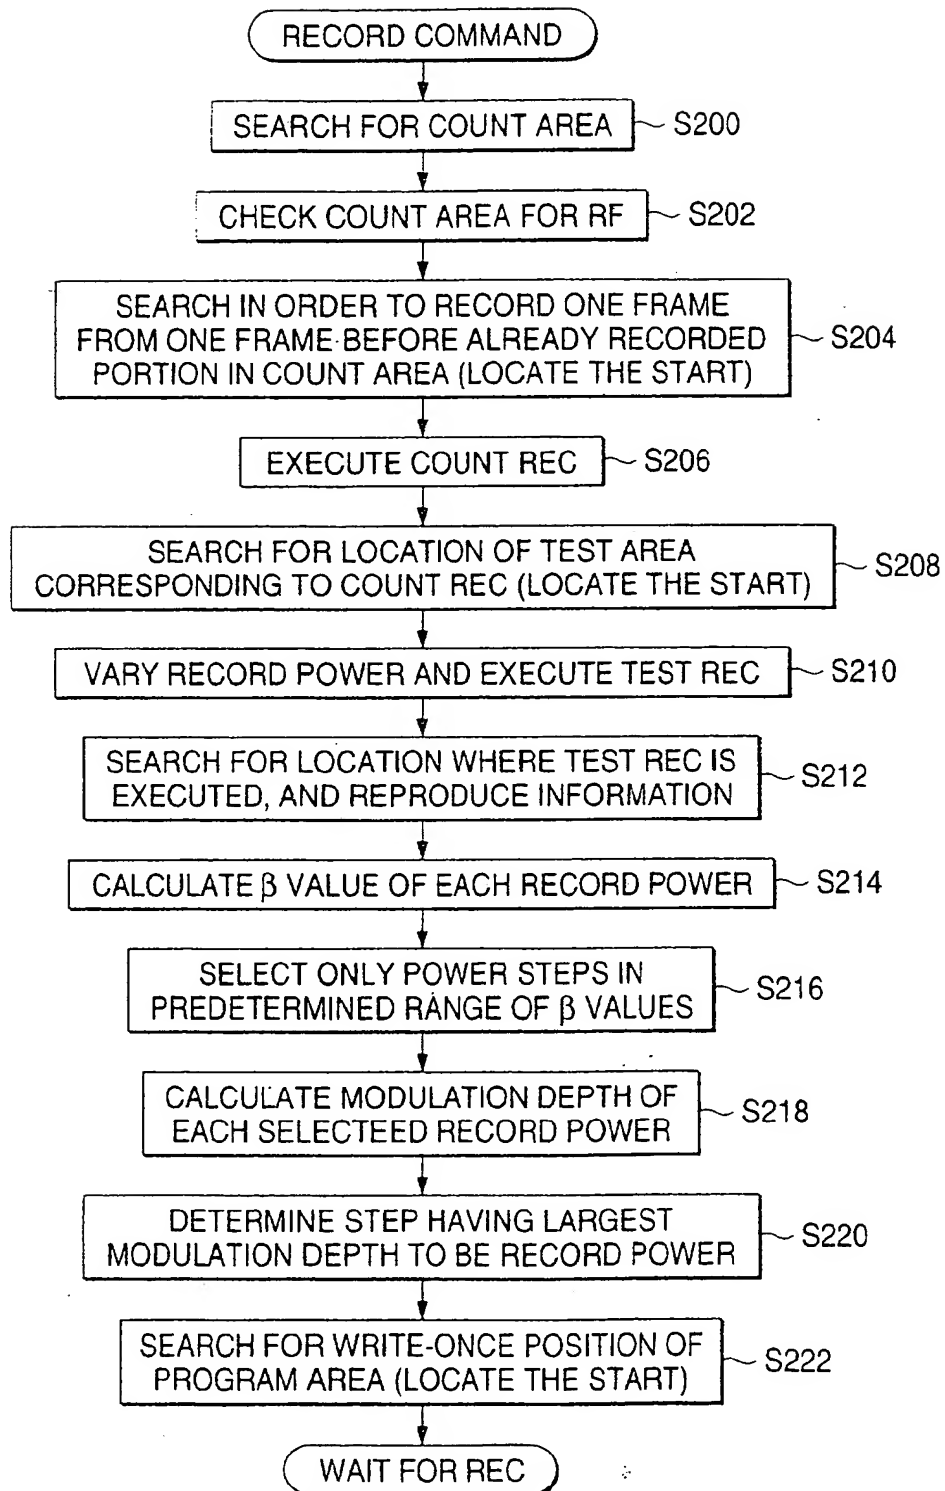 RECORD COMMAND
SEARCH FOR COUNT AREA
S200
CHECK COUNT AREA FOR RF
S202
SEARCH IN ORDER TO RECORD ONE FRAME
FROM ONE FRAME BEFORE ALREADY RECORDED
PORTION IN COUNT AREA (LOCATE THE START)
S204
EXECUTE COUNT REC
S206
SEARCH FOR LOCATION OF TEST AREA
CORRESPONDING TO COUNT REC (LOCATE THE START)
S208
VARY RECORD POWER AND EXECUTE TEST REC
S210
SEARCH FOR LOCATION WHERE TEST REC IS
EXECUTED, AND REPRODUCE INFORMATION
S212
CALCULATE β VALUE OF EACH RECORD POWER
S214
SELECT ONLY POWER STEPS IN
PREDETERMINED RANGE OF β VALUES
S216
CALCULATE MODULATION DEPTH OF
EACH SELECTEED RECORD POWER
S218
DETERMINE STEP HAVING LARGEST
MODULATION DEPTH TO BE RECORD POWER
S220
SEARCH FOR WRITE-ONCE POSITION OF
PROGRAM AREA (LOCATE THE START)
S222
WAIT FOR REC